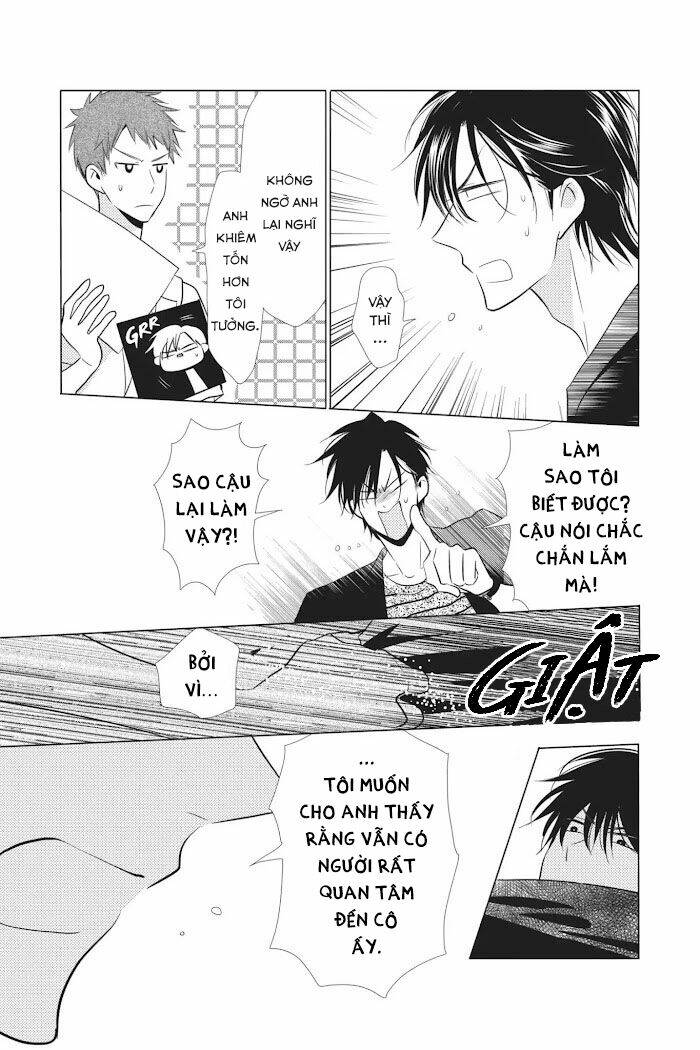 VẬY
THÌ
...
KHÔNG
NGỜ ANH
LẠI NGHĨ
VẬY
ANH
KHIÊM
TỐN
HƠN
TÔI
TƯỞNG.
GRR
LÀM
SAO TÔI
BIẾT ĐƯỢC?
CẬU NÓI CHẮC
CHẮN LẮM
MÀ!
SAO CẬU
LẠI LÀM
VẬY?!
GIẬT
BỞI
VÌ...
...
TÔI MUỐN
CHO ANH THẤY
RẰNG VẪN CÓ
NGƯỜI RẤT
QUAN TÂM
ĐẾN CÔ
ẤY.